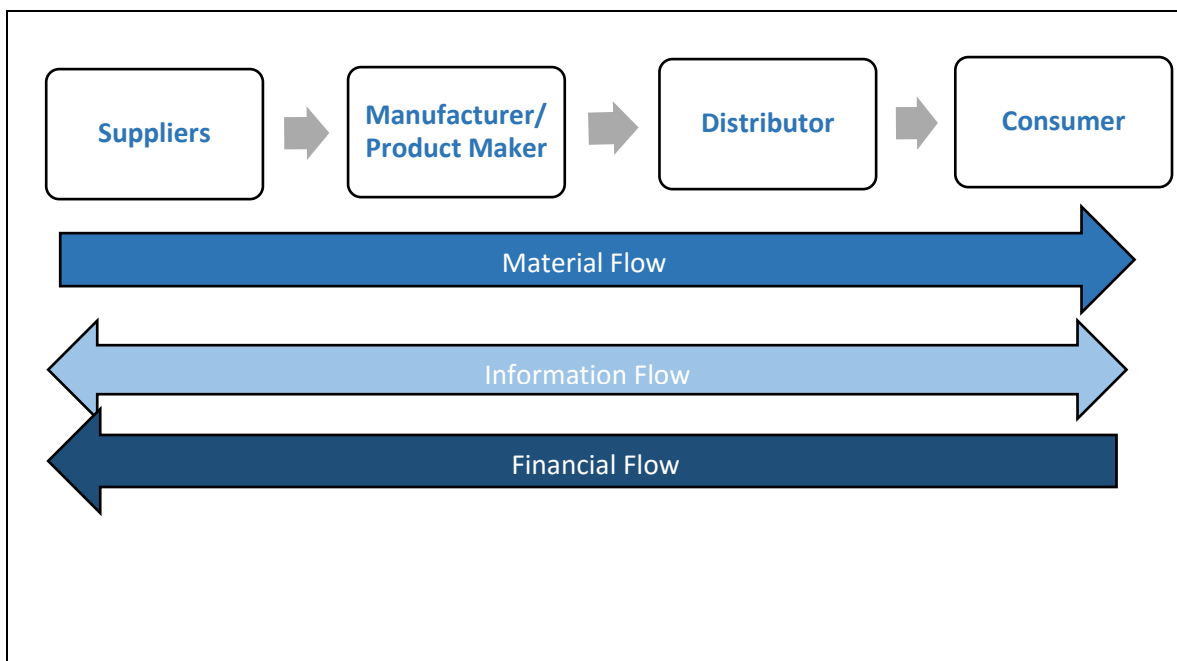 Suppliers
Manufacturer/
Product Maker
Distributor
Consumer
Material Flow
Information Flow
Financial Flow